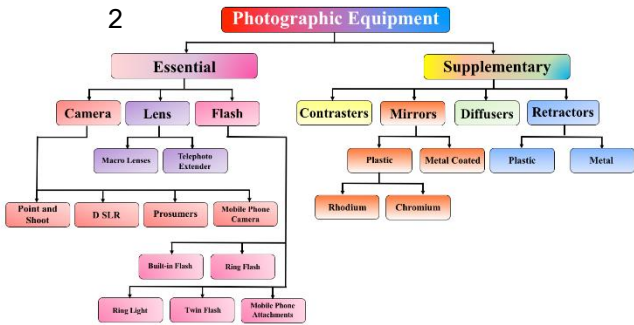 2
Photographic Equipment
Essential
Supplementary
Camera
Lens
Flash
Contrasters
Mirrors
Diffusers
Retractors
Macro Lenses
Telephoto
Extender
Plastic
Metal Coated
Plastic
Metal
Point and
Shoot
D SLR
Prosumers
Mobile Phone
Camera
Rhodium
Chromium
Built-in Flash
Ring Flash
Ring Light
Twin Flash
Mobile Phone
Attachments